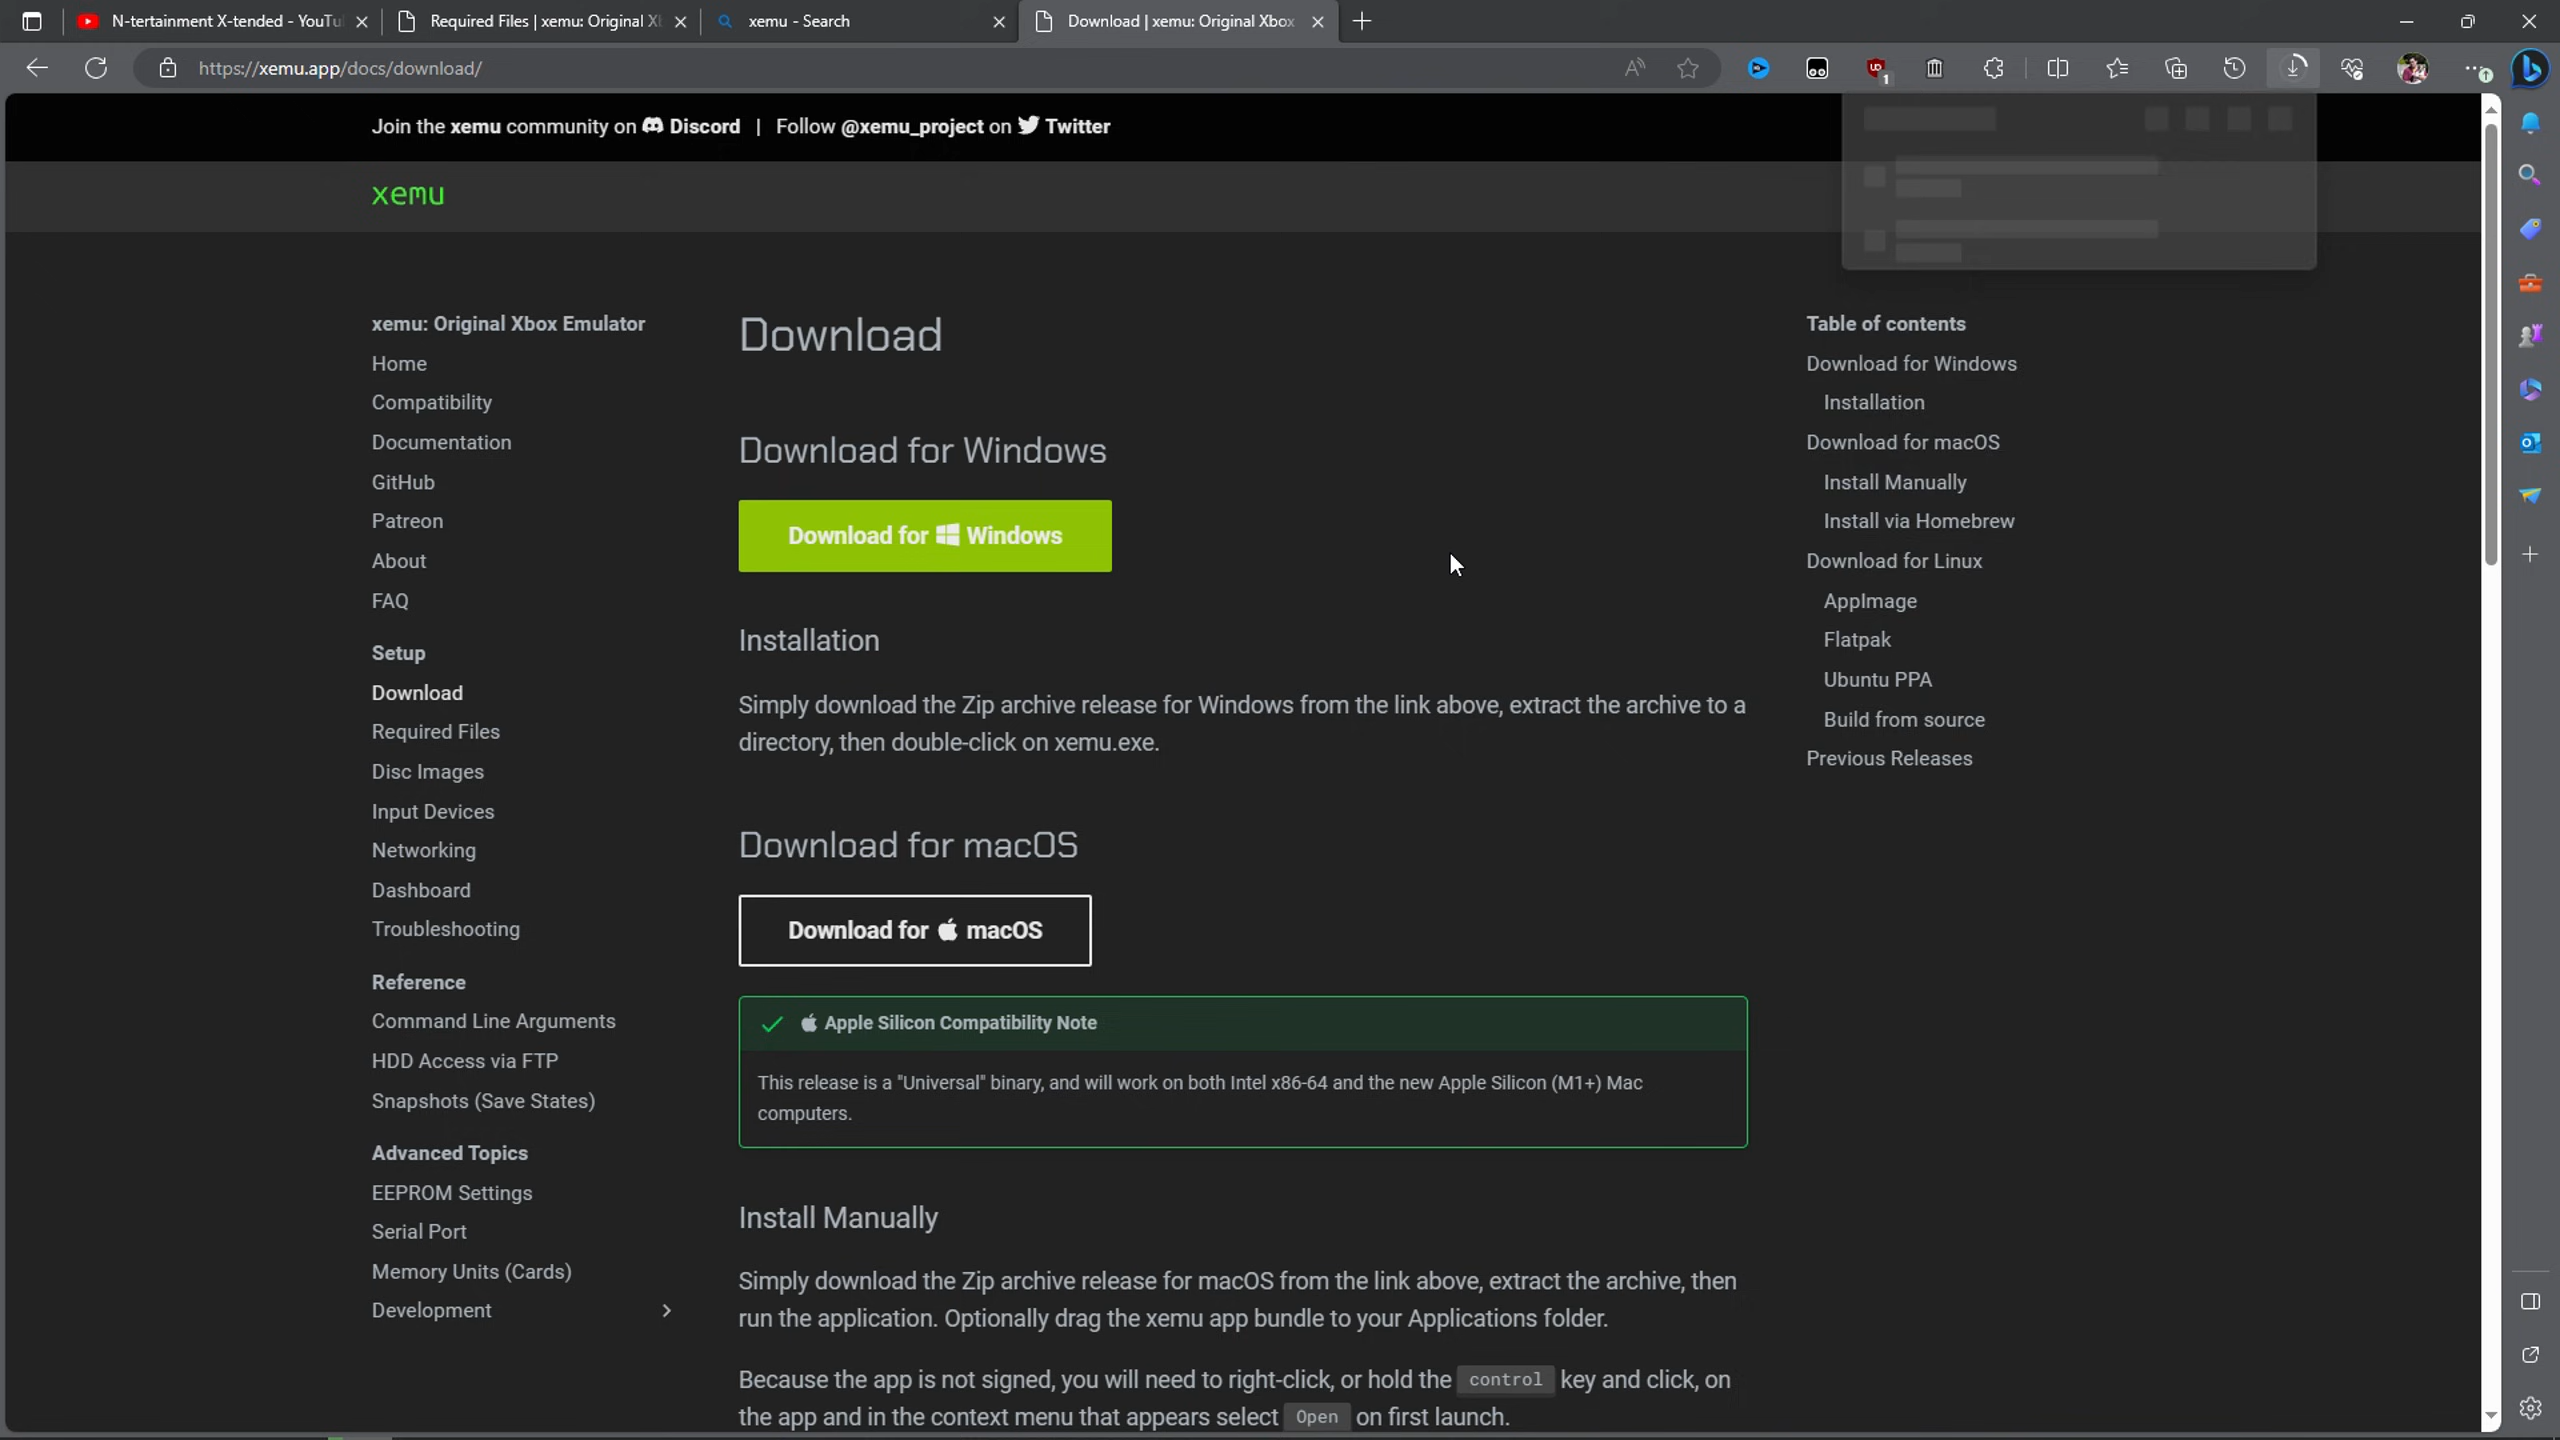 N-tertainment X-tended - YouTu
Required Files | xemu: Original X
xemu - Search
Download | xemu: Original Xbox
https://xemu.app/docs/download/
1
Join the xemu community on Discord | Follow @xemu_project on Twitter
xemu
xemu: Original Xbox Emulator
Home
Compatibility
Documentation
GitHub
Patreon
About
FAQ
Setup
Download
Required Files
Disc Images
Input Devices
Networking
Dashboard
Troubleshooting
Reference
Command Line Arguments
HDD Access via FTP
Snapshots (Save States)
Advanced Topics
EEPROM Settings
Serial Port
Memory Units (Cards)
Development
Download
Download for Windows
Download for Windows
Installation
Simply download the Zip archive release for Windows from the link above, extract the archive to a
directory, then double-click on xemu.exe.
Download for macOS
Download for macOS
Apple Silicon Compatibility Note
This release is a "Universal" binary, and will work on both Intel x86-64 and the new Apple Silicon (M1+) Mac
computers.
Install Manually
Simply download the Zip archive release for macOS from the link above, extract the archive, then
run the application. Optionally drag the xemu app bundle to your Applications folder.
Because the app is not signed, you will need to right-click, or hold the control key and click, on
the app and in the context menu that appears select Open on first launch.
Table of contents
Download for Windows
Installation
Download for macOS
Install Manually
Install via Homebrew
Download for Linux
AppImage
Flatpak
Ubuntu PPA
Build from source
Previous Releases